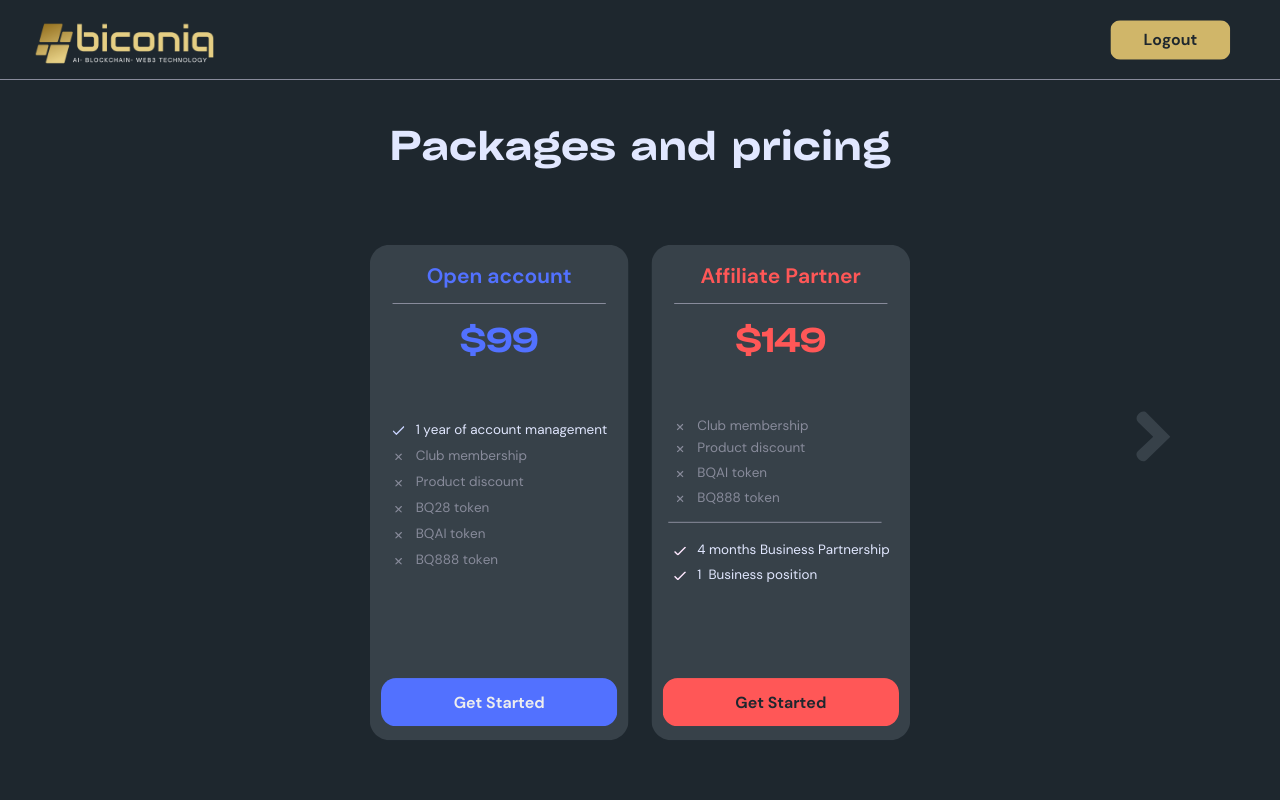 biconiq
AI- BLOCKCHAIN- WEB3 TECHNOLOGY
Logout
Packages and pricing
Open account
$99
1 year of account management
Club membership
Product discount
BQ28 token
BQAI token
BQ888 token
Get Started
Affiliate Partner
$149
Club membership
Product discount
BQAI token
BQ888 token
4 months Business Partnership
1 Business position
Get Started